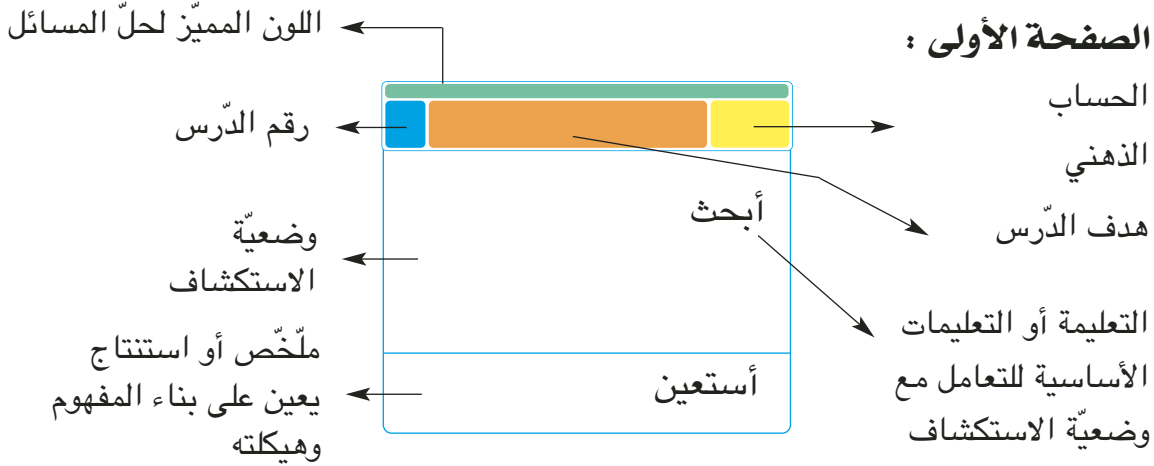 الصفحة الأولى :
اللون المميّز لحلّ المسائل
الحساب
الذهني
رقم الدّرس
هدف الدّرس
أبحث
وضعيّة
الاستكشاف
التعليمة أو التعليمات
الأساسية للتعامل مع
وضعيّة الاستكشاف
أستعين
ملّخّص أو استنتاج
يعين على بناء المفهوم
وهيكلته